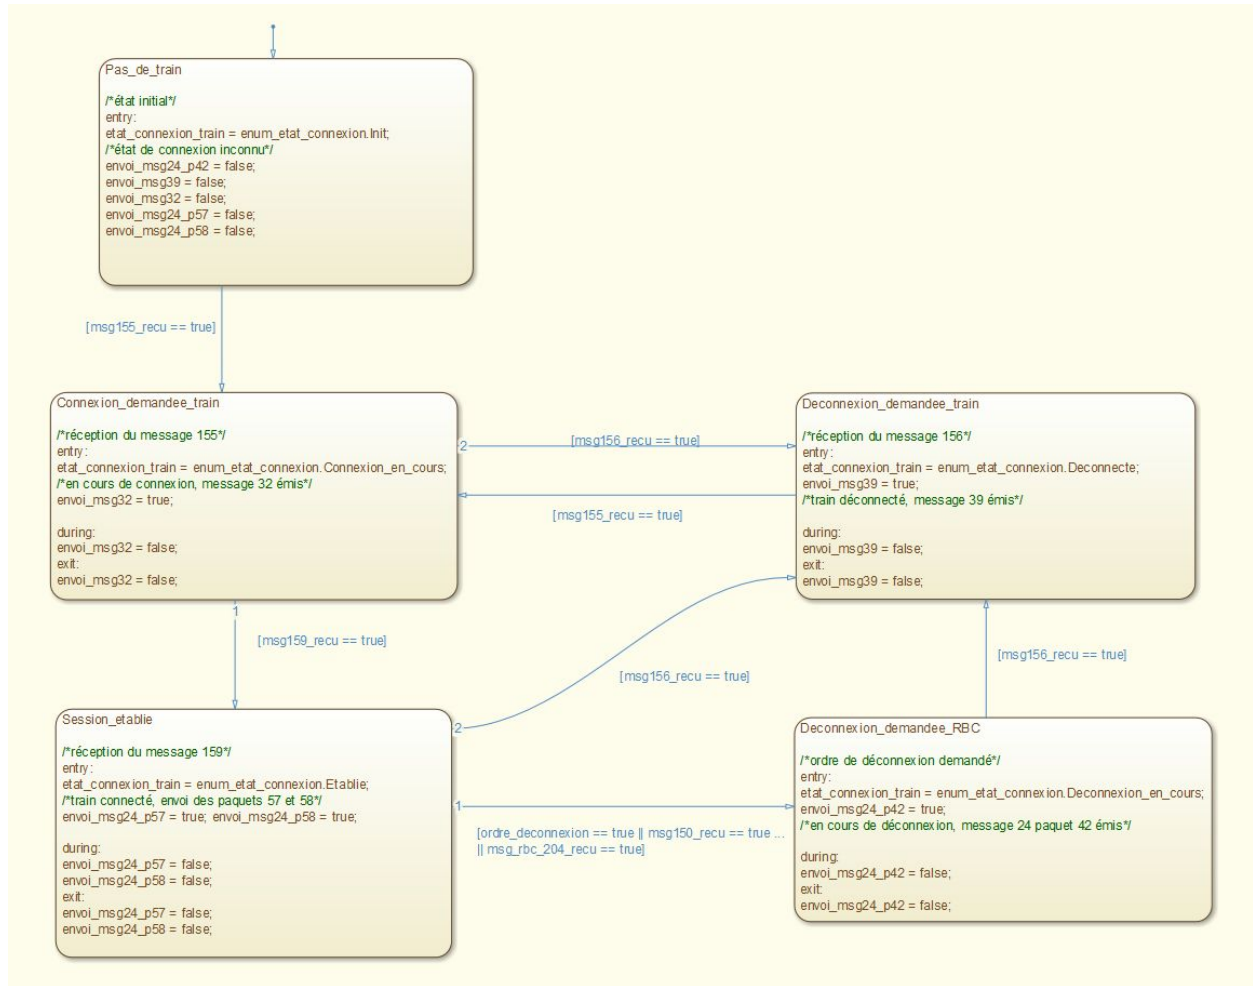 Pas_de_train
/*état initial*/
entry:
etat_connexion_train = enum_etat_connexion.Init;
/*état de connexion inconnu*/
envoi_msg24_p42 = false;
envoi_msg39 = false;
envoi_msg32 = false;
envoi_msg24_p57 = false;
envoi_msg24_p58 = false;
[msg155_recu == true]
Connexion_demandee_train
/*réception du message 155*/
entry:
etat_connexion_train = enum_etat_connexion.Connexion_en_cours;
/*en cours de connexion, message 32 émis*/
envoi_msg32 = true;
during:
envoi_msg32 = false;
exit:
envoi_msg32 = false;
2
[msg156_recu == true]
[msg155_recu == true]
Deconnexion_demandee_train
/*réception du message 156*/
entry:
etat_connexion_train = enum_etat_connexion.Deconnecte;
envoi_msg39 = true;
/*train déconnecté, message 39 émis*/
during:
envoi_msg39 = false;
exit:
envoi_msg39 = false;
1
[msg159_recu == true]
[msg156_recu == true]
[msg156_recu == true]
Session_etablie
/*réception du message 159*/
entry:
etat_connexion_train = enum_etat_connexion.Etablie;
/*train connecté, envoi des paquets 57 et 58*/
envoi_msg24_p57 = true; envoi_msg24_p58 = true;
during:
envoi_msg24_p57 = false;
envoi_msg24_p58 = false;
exit:
envoi_msg24_p57 = false;
envoi_msg24_p58 = false;
2
1
[ordre_deconnexion == true || msg150_recu == true ...
|| msg_rbc_204_recu == true]
Deconnexion_demandee_RBC
/*ordre de déconnexion demandé*/
entry:
etat_connexion_train = enum_etat_connexion.Deconnexion_en_cours;
envoi_msg24_p42 = true;
/*en cours de déconnexion, message 24 paquet 42 émis*/
during:
envoi_msg24_p42 = false;
exit:
envoi_msg24_p42 = false;